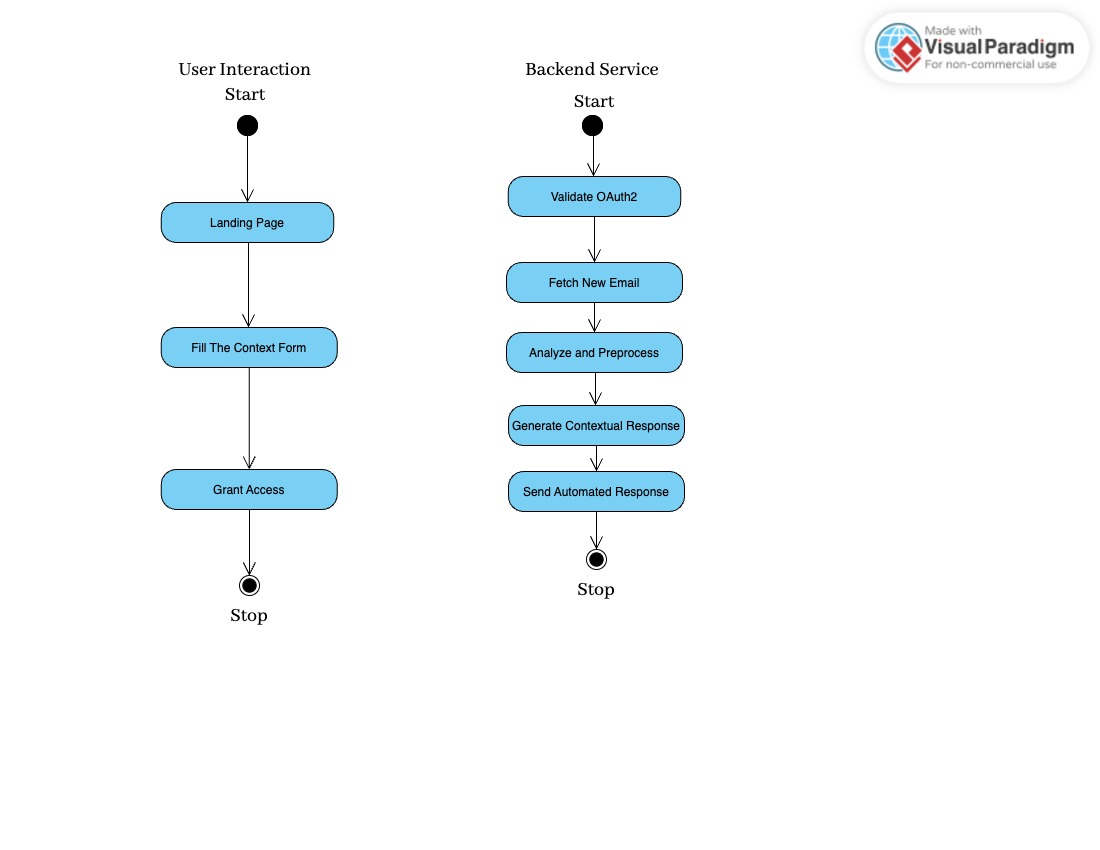 Made with
Visual Paradigm
For non-commercial use
User Interaction
Start
Landing Page
Fill The Context Form
Grant Access
Stop
Backend Service
Start
Validate OAuth2
Fetch New Email
Analyze and Preprocess
Generate Contextual Response
Send Automated Response
Stop